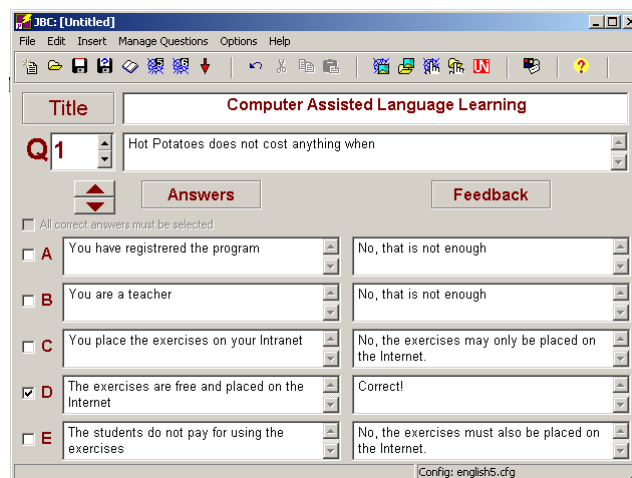 JBC: [Untitled]
File Edit Insert Manage Questions Options Help
Title
Computer Assisted Language Learning
Q 1
Hot Potatoes does not cost anything when
Answers
Feedback
All correct answers must be selected
A
You have registrered the program
No, that is not enough
B
You are a teacher
No, that is not enough
C
You place the exercises on your Intranet
No, the exercises may only be placed on
the Internet.
D
The exercises are free and placed on the
Internet
Correct!
E
The students do not pay for using the
exercises
No, the exercises must also be placed on
the Internet.
Config: english5.cfg